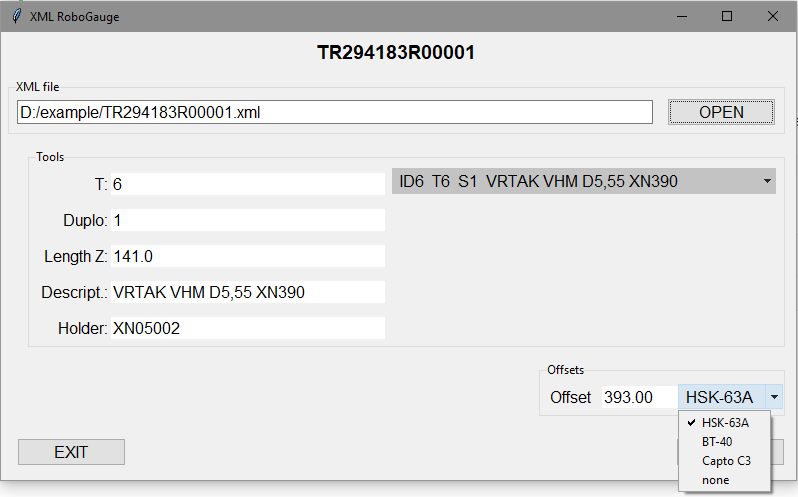 XML RoboGauge
TR294183R00001
XML file
D:/example/TR294183R00001.xml OPEN
Tools
T: 6 ID6 T6 S1 VRTAK VHM D5,55 XN390
Duplo: 1
Length Z: 141.0
Descript.: VRTAK VHM D5,55 XN390
Holder: XN05002
Offsets
Offset 393.00 HSK-63A
HSK-63A
BT-40
Capto C3
none
EXIT